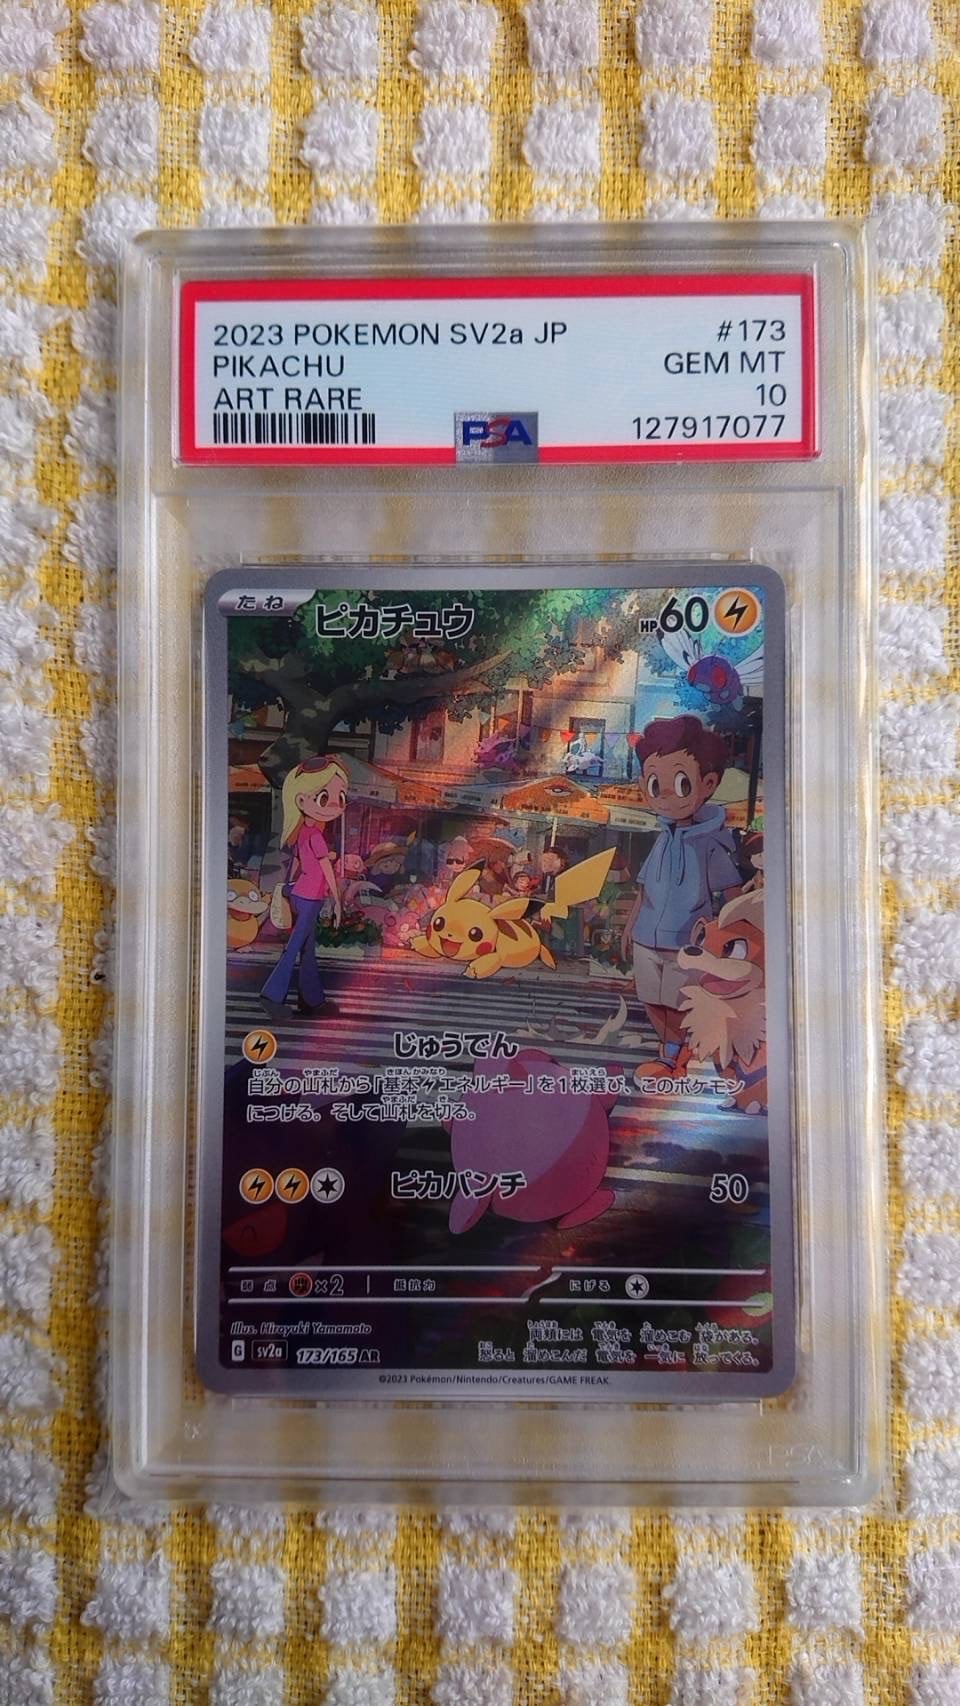 2023 POKEMON SV2a JP #173
PIKACHU GEM MT
ART RARE 10
PSA 127917077
たね ピカチュウ HP60
じゅうでん
自分の山札から「基本エネルギー」を1枚選び、このポケモン
につける。そして山札を切る。
ピカパンチ 50
弱点 ×2 抵抗力 にげる
Illus. Hiroyuki Yamamoto
両頬には 電気を 溜めこむ 袋がある。
怒ると 溜めこんだ 電気を 一気に 放ってくる。
G sv2a 173/165 AR
©2023 Pokémon/Nintendo/Creatures/GAME FREAK.
PSA